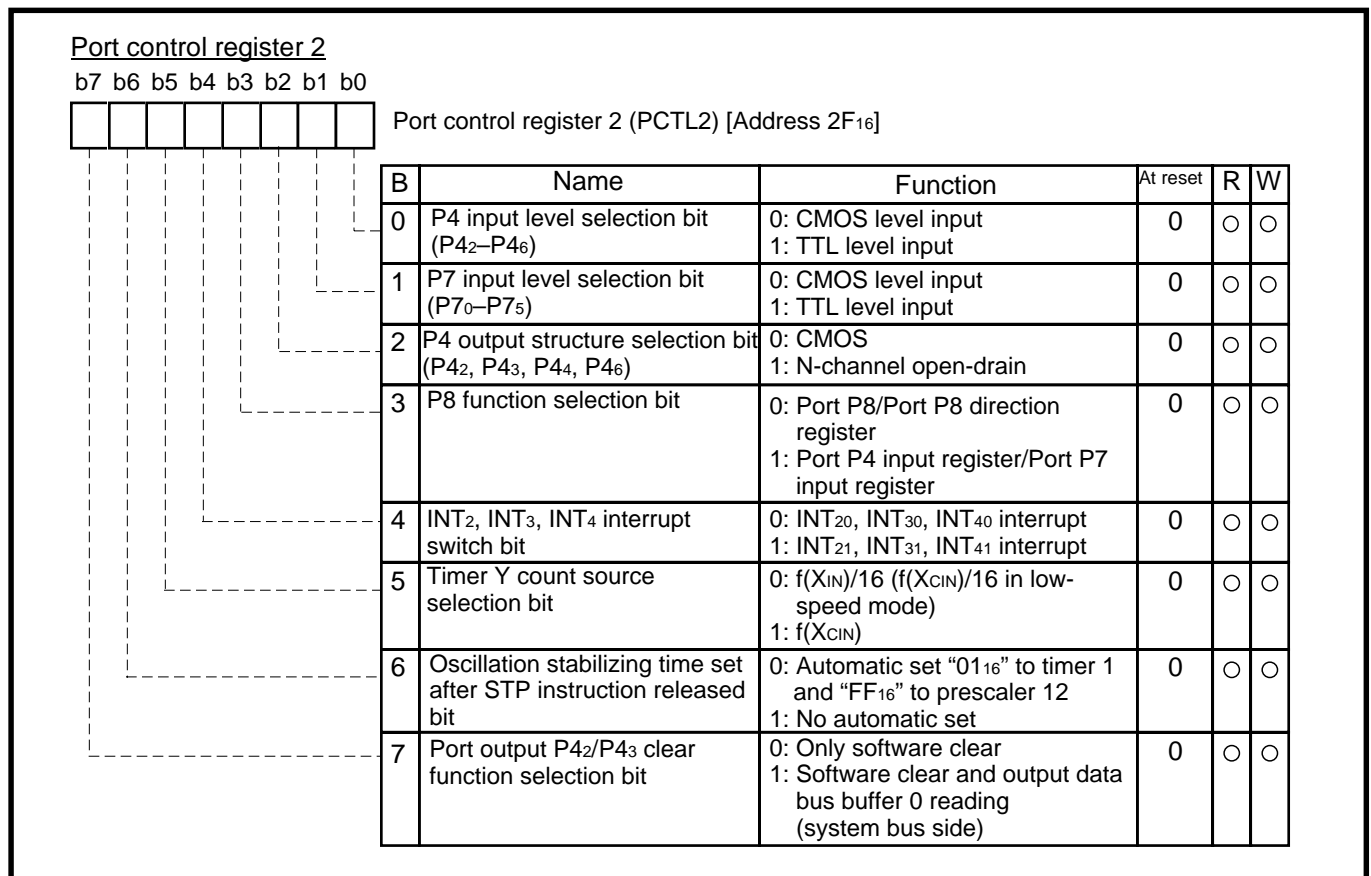 Port control register 2
b7 b6 b5 b4 b3 b2 b1 b0
Port control register 2 (PCTL2) [Address 2F16]
B Name Function At reset R W
0 P4 input level selection bit 0: CMOS level input 0 ○ ○
(P42–P46) 1: TTL level input
1 P7 input level selection bit 0: CMOS level input 0 ○ ○
(P70–P75) 1: TTL level input
2 P4 output structure selection bit 0: CMOS 0 ○ ○
(P42, P43, P44, P46) 1: N-channel open-drain
3 P8 function selection bit 0: Port P8/Port P8 direction 0 ○ ○
register
1: Port P4 input register/Port P7
input register
4 INT2, INT3, INT4 interrupt 0: INT20, INT30, INT40 interrupt 0 ○ ○
switch bit 1: INT21, INT31, INT41 interrupt
5 Timer Y count source 0: f(XIN)/16 (f(XCIN)/16 in low- 0 ○ ○
selection bit speed mode)
1: f(XCIN)
6 Oscillation stabilizing time set 0: Automatic set “0116” to timer 1 0 ○ ○
after STP instruction released and “FF16” to prescaler 12
bit 1: No automatic set
7 Port output P42/P43 clear 0: Only software clear 0 ○ ○
function selection bit 1: Software clear and output data
bus buffer 0 reading
(system bus side)